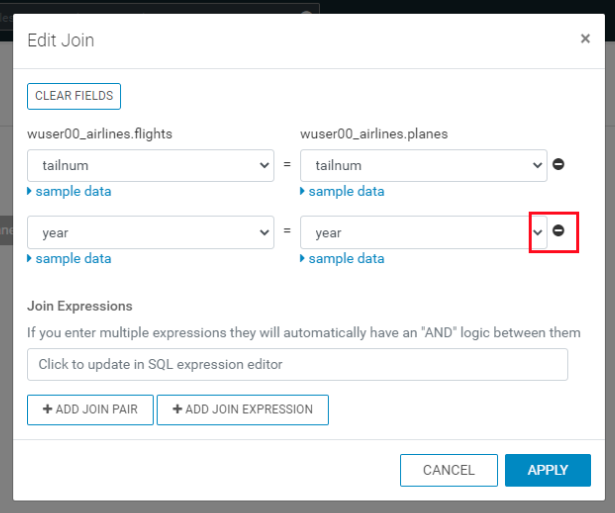 Edit Join
×
CLEAR FIELDS
wuser00_airlines.flights wuser00_airlines.planes
tailnum = tailnum
sample data sample data
year = year
sample data sample data
Join Expressions
If you enter multiple expressions they will automatically have an "AND" logic between them
Click to update in SQL expression editor
+ ADD JOIN PAIR + ADD JOIN EXPRESSION
CANCEL APPLY